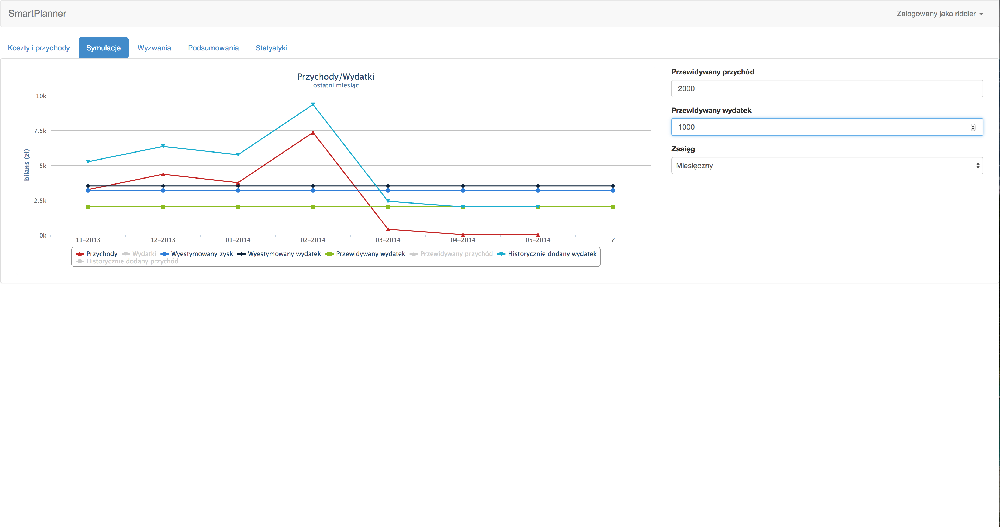 SmartPlanner
Zalogowany jako riddler
Koszty i przychody
Symulacje
Wyzwania
Podsumowania
Statystyki
Przychody/Wydatki
ostatni miesiąc
bilans (zł)
10k
7.5k
5k
2.5k
0k
11-2013
12-2013
01-2014
02-2014
03-2014
04-2014
05-2014
7
Przychody
Wydatki
Wyestymowany zysk
Wyestymowany wydatek
Przewidywany wydatek
Przewidywany przychód
Historycznie dodany wydatek
Historycznie dodany przychód
Przewidywany przychód
2000
Przewidywany wydatek
1000
Zasięg
Miesięczny